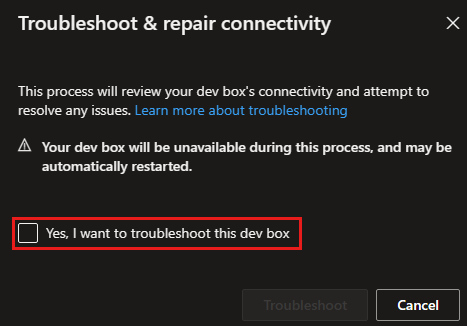 Troubleshoot & repair connectivity
This process will review your dev box's connectivity and attempt to
resolve any issues. Learn more about troubleshooting
Your dev box will be unavailable during this process, and may be
automatically restarted.
Yes, I want to troubleshoot this dev box
Troubleshoot
Cancel